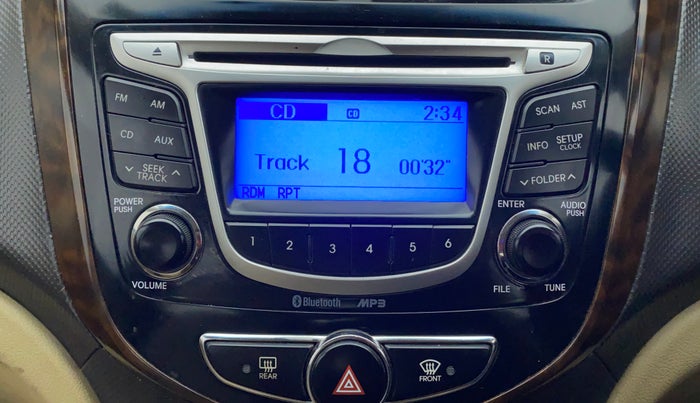 R
FM AM
CD AUX
SEEK
TRACK
CD CD 2:34
Track 18 00'32"
RDM RPT
SCAN AST
INFO SETUP
CLOCK
FOLDER
POWER
PUSH
VOLUME
1 2 3 4 5 6
ENTER AUDIO
PUSH
FILE TUNE
Bluetooth MP3
REAR
FRONT